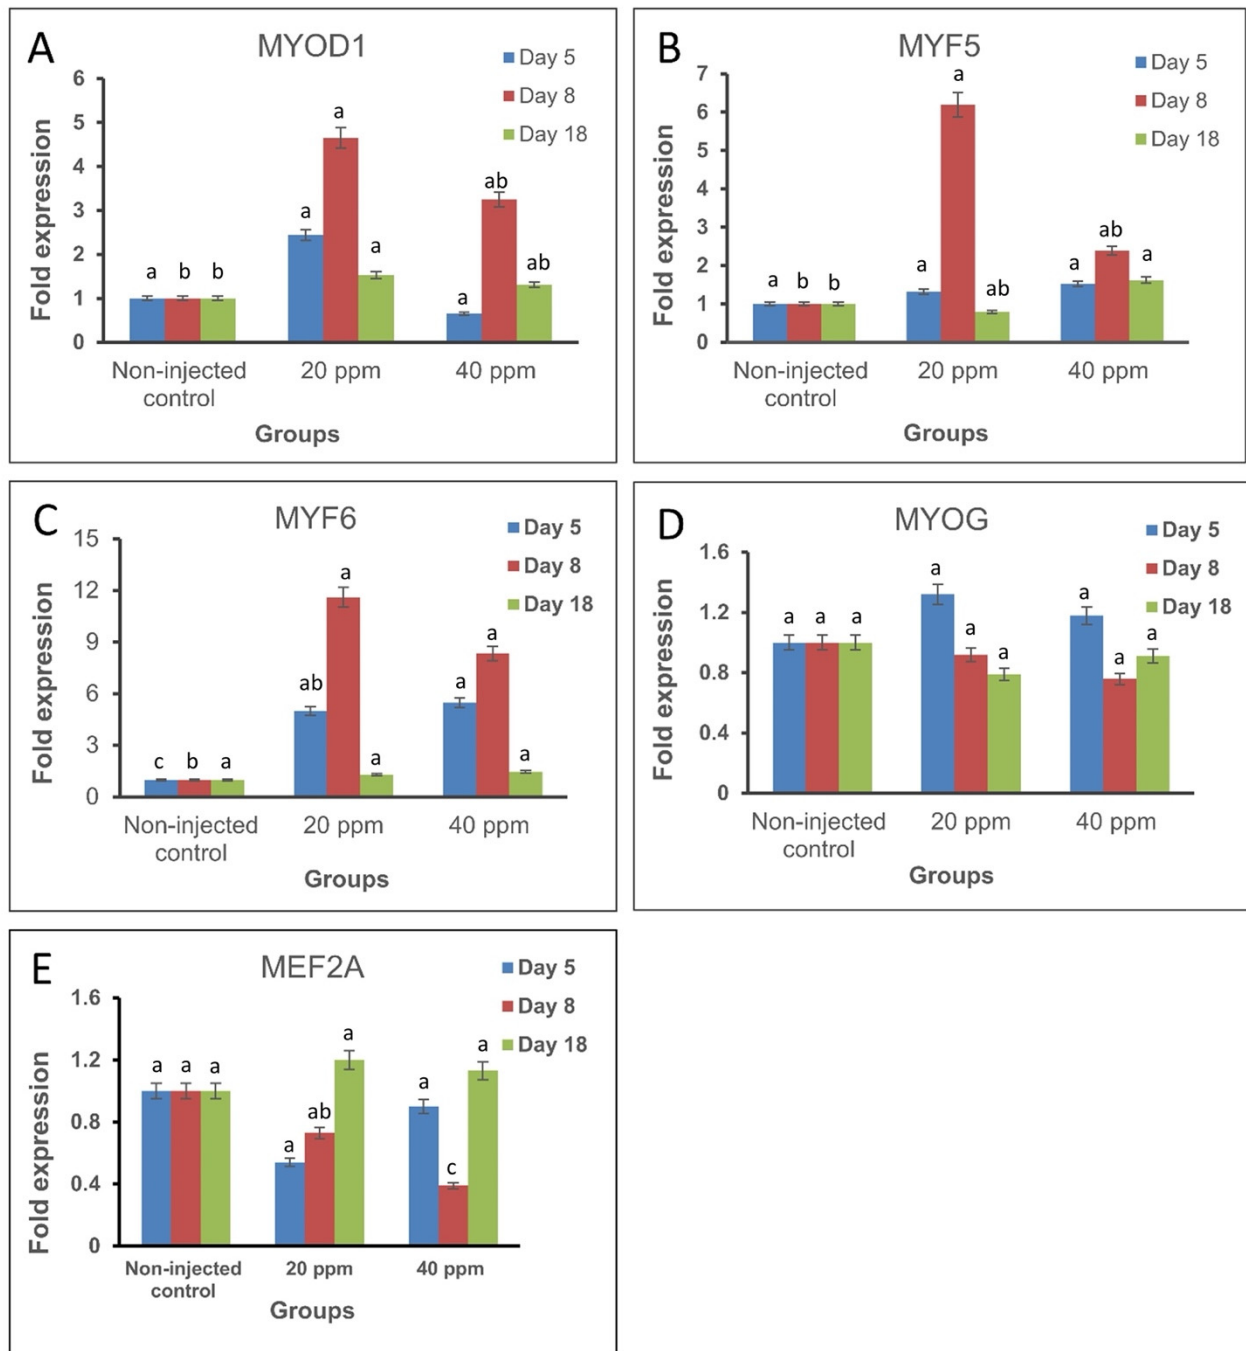 A
MYOD1
Day 5
Day 8
Day 18
Fold expression
6
5
4
3
2
1
0
a b b
a a a
a ab ab
Non-injected
control
20 ppm
40 ppm
Groups
B
MYF5
Day 5
Day 8
Day 18
Fold expression
7
6
5
4
3
2
1
0
a b b
a a ab
a ab a
Non-injected
control
20 ppm
40 ppm
Groups
C
MYF6
Day 5
Day 8
Day 18
Fold expression
15
12
9
6
3
0
c b a
ab a a
a a a
Non-injected
control
20 ppm
40 ppm
Groups
D
MYOG
Day 5
Day 8
Day 18
Fold expression
1.6
1.2
0.8
0.4
0
a a a
a a a
a a a
Non-injected
control
20 ppm
40 ppm
Groups
E
MEF2A
Day 5
Day 8
Day 18
Fold expression
1.6
1.2
0.8
0.4
0
a a a
a ab a
a c a
Non-injected
control
20 ppm
40 ppm
Groups